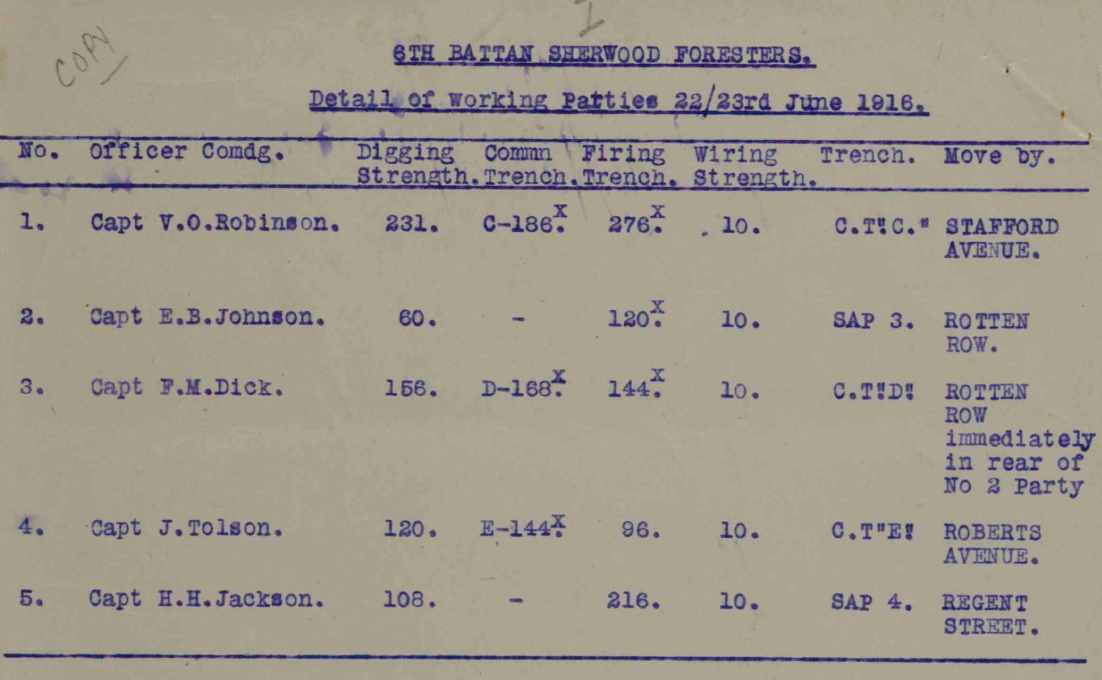 COPY
I
6TH BATTAN SHERWOOD FORESTERS.
Detail of working Parties 22/23rd June 1916.
No. Officer Comdg. Digging Commn Firing Wiring Trench. Move by.
Strength. Trench. Trench. Strength.
1. Capt V.O.Robinson. 231. C-186.X 276.X 10. C.T"C." STAFFORD
AVENUE.
2. Capt E.B.Johnson. 60. - 120.X 10. SAP 3. ROTTEN
ROW.
3. Capt F.M.Dick. 156. D-168.X 144.X 10. C.T"D" ROTTEN
ROW
immediately
in rear of
No 2 Party
4. Capt J.Tolson. 120. E-144.X 96. 10. C.T"E" ROBERTS
AVENUE.
5. Capt H.H.Jackson. 108. - 216. 10. SAP 4. REGENT
STREET.